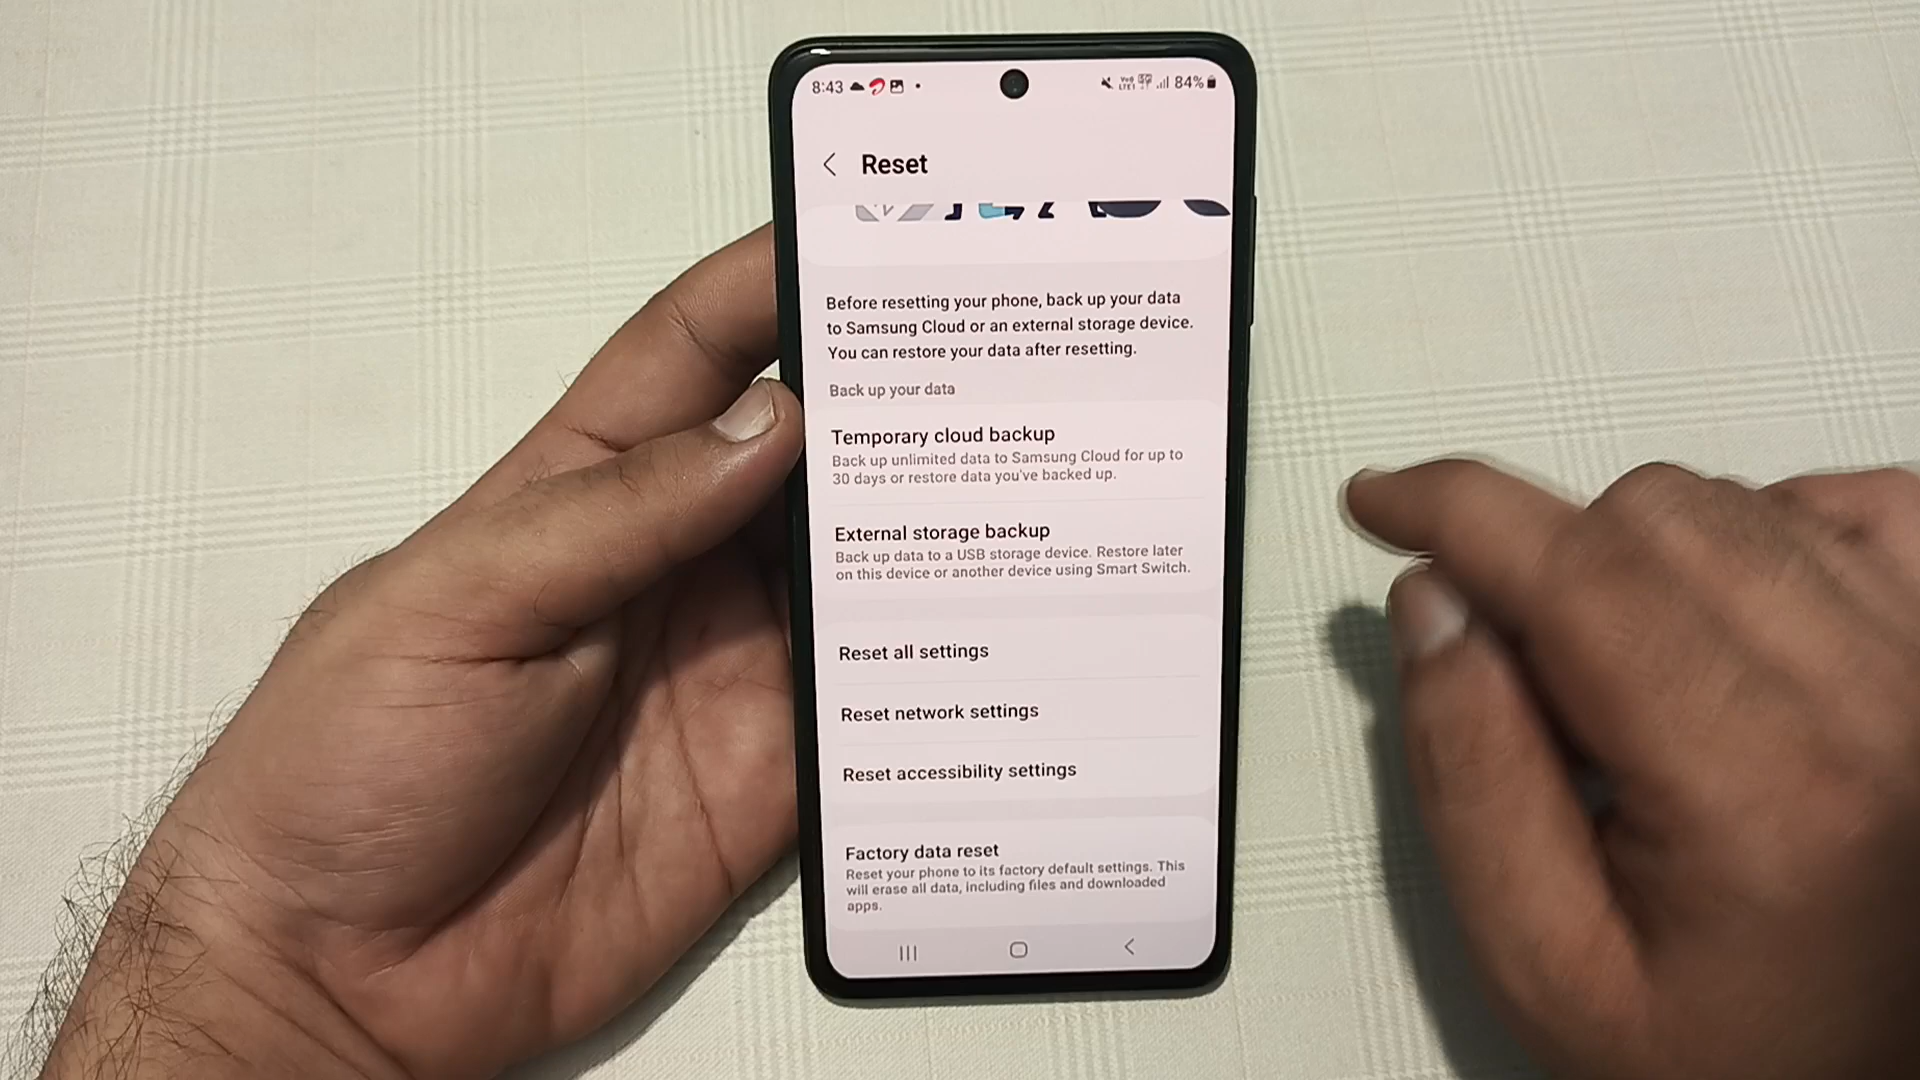 8:43
84%
Reset
Before resetting your phone, back up your data
to Samsung Cloud or an external storage device.
You can restore your data after resetting.
Back up your data
Temporary cloud backup
Back up unlimited data to Samsung Cloud for up to
30 days or restore data you've backed up.
External storage backup
Back up data to a USB storage device. Restore later
on this device or another device using Smart Switch.
Reset all settings
Reset network settings
Reset accessibility settings
Factory data reset
Reset your phone to its factory default settings. This
will erase all data, including files and downloaded
apps.